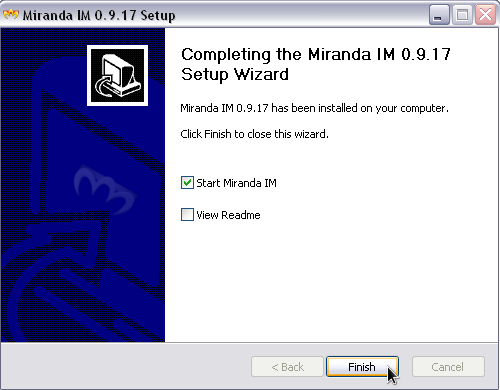 Miranda IM 0.9.17 Setup
Completing the Miranda IM 0.9.17
Setup Wizard
Miranda IM 0.9.17 has been installed on your computer.
Click Finish to close this wizard.
Start Miranda IM
View Readme
< Back
Finish
Cancel